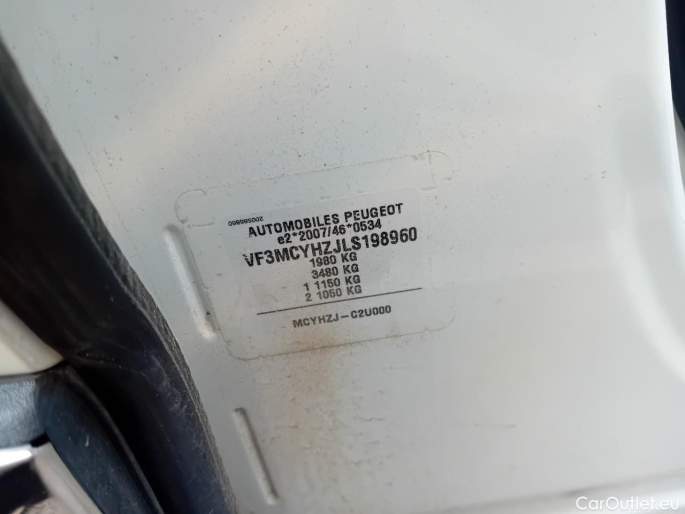 200586960
AUTOMOBILES PEUGEOT
e2*2007/46*0534
VF3MCYHZJLS198960
1980 KG
3480 KG
1 1150 KG
2 1050 KG
MCYHZJ-C2U000
CarOutlet.eu